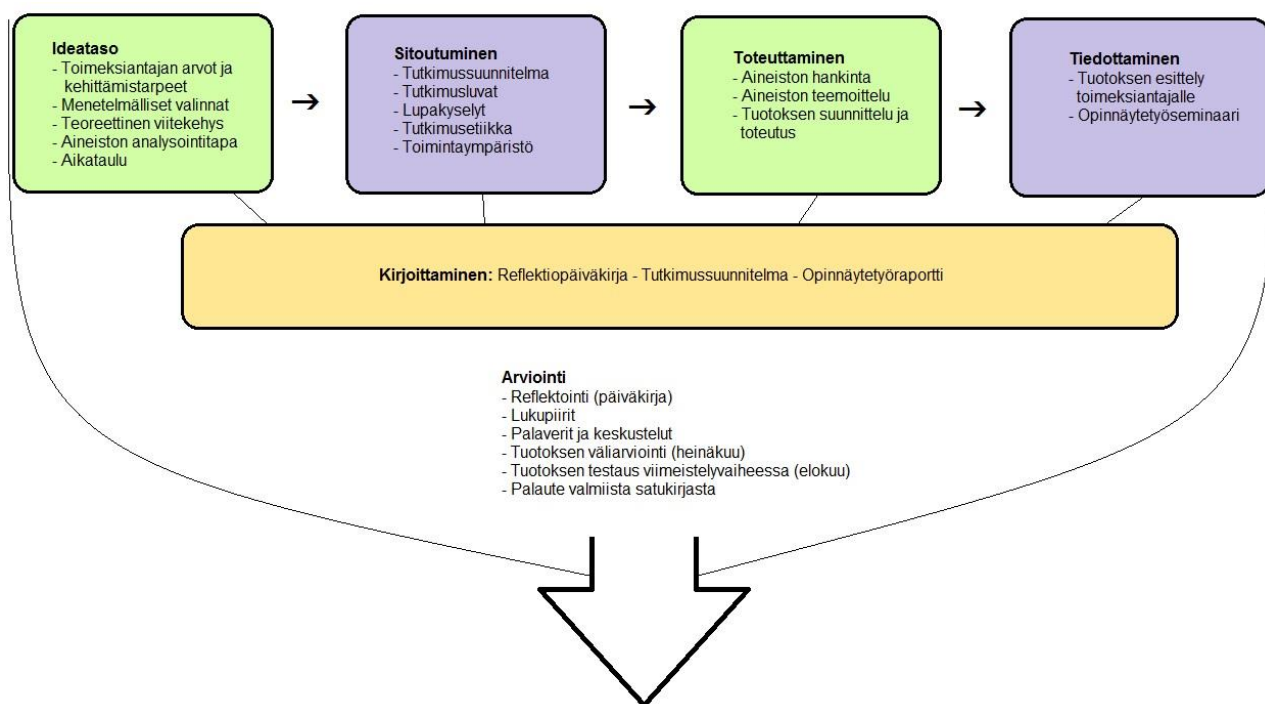 Ideataso
- Toimeksiantajan arvot ja
kehittämistarpeet
- Menetelmälliset valinnat
- Teoreettinen viitekehys
- Aineiston analysointitapa
- Aikataulu
Sitoutuminen
- Tutkimussuunnitelma
- Tutkimusluvat
- Lupakyselyt
- Tutkimusetiikka
- Toimintaympäristö
Toteuttaminen
- Aineiston hankinta
- Aineiston teemoittelu
- Tuotoksen suunnittelu ja
toteutus
Tiedottaminen
- Tuotoksen esittely
toimeksiantajalle
- Opinnäytetyöseminaari
Kirjoittaminen: Reflektiopäiväkirja - Tutkimussuunnitelma - Opinnäytetyöraportti
Arviointi
- Reflektointi (päiväkirja)
- Lukupiirit
- Palaverit ja keskustelut
- Tuotoksen väliarviointi (heinäkuu)
- Tuotoksen testaus viimeistelyvaiheessa (elokuu)
- Palaute valmiista satukirjasta